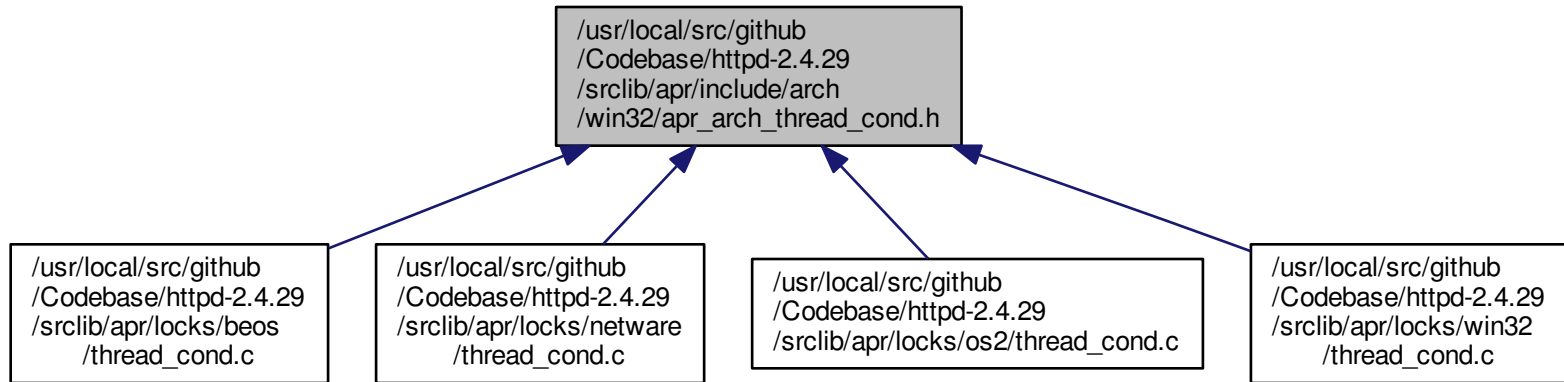 /usr/local/src/github
/Codebase/httpd-2.4.29
/srclib/apr/include/arch
/win32/apr_arch_thread_cond.h
/usr/local/src/github
/Codebase/httpd-2.4.29
/srclib/apr/locks/beos
/thread_cond.c
/usr/local/src/github
/Codebase/httpd-2.4.29
/srclib/apr/locks/netware
/thread_cond.c
/usr/local/src/github
/Codebase/httpd-2.4.29
/srclib/apr/locks/os2/thread_cond.c
/usr/local/src/github
/Codebase/httpd-2.4.29
/srclib/apr/locks/win32
/thread_cond.c